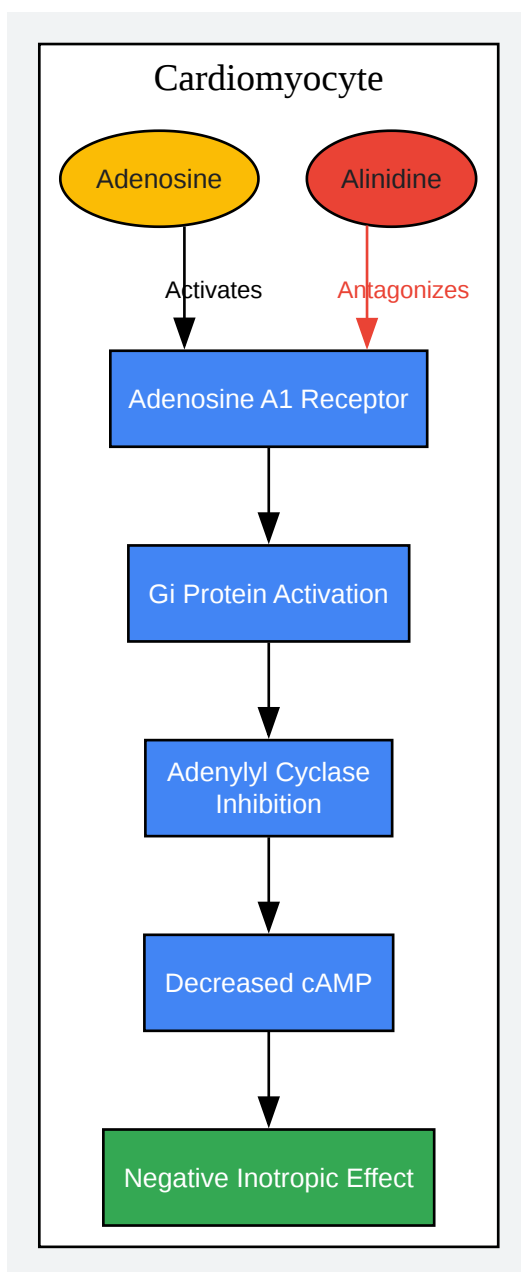 Cardiomyocyte
Adenosine
Alinidine
Activates
Antagonizes
Adenosine A1 Receptor
Gi Protein Activation
Adenylyl Cyclase
Inhibition
Decreased cAMP
Negative Inotropic Effect